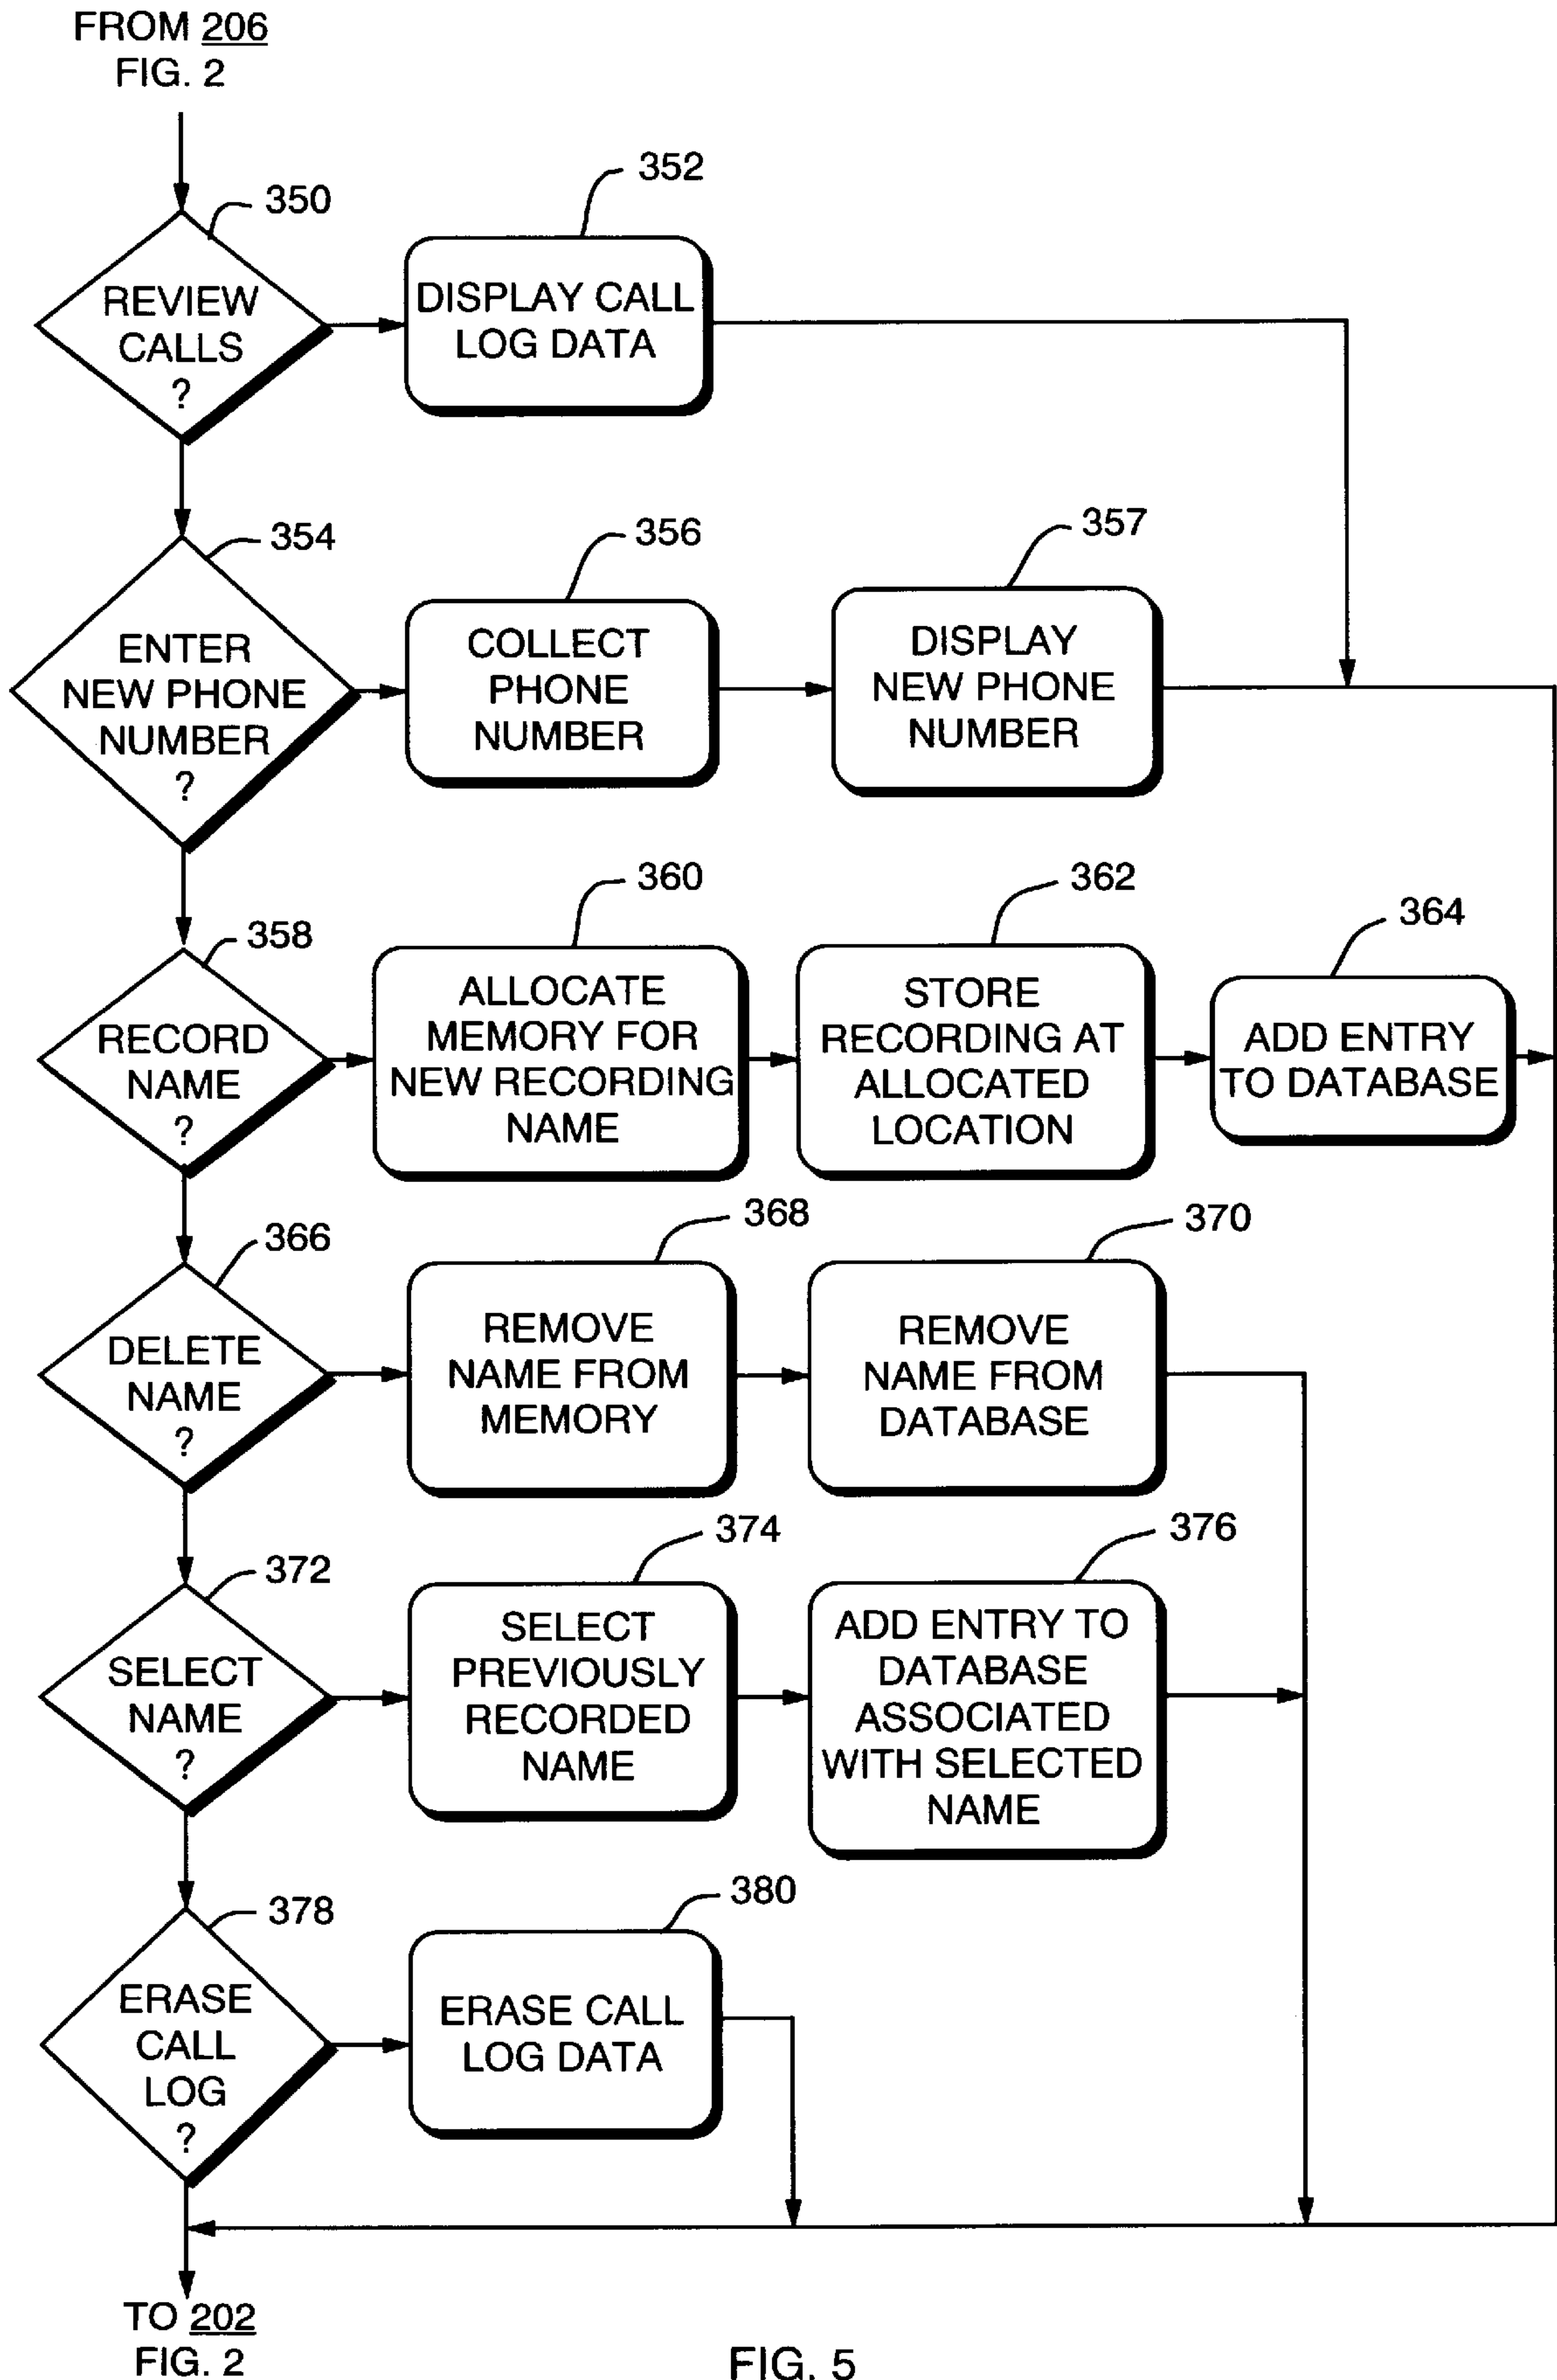 FROM 206
FIG. 2
350
REVIEW
CALLS
?
352
DISPLAY CALL
LOG DATA
354
ENTER
NEW PHONE
NUMBER
?
356
COLLECT
PHONE
NUMBER
357
DISPLAY
NEW PHONE
NUMBER
358
RECORD
NAME
?
360
ALLOCATE
MEMORY FOR
NEW RECORDING
NAME
362
STORE
RECORDING AT
ALLOCATED
LOCATION
364
ADD ENTRY
TO DATABASE
366
DELETE
NAME
?
368
REMOVE
NAME FROM
MEMORY
370
REMOVE
NAME FROM
DATABASE
372
SELECT
NAME
?
374
SELECT
PREVIOUSLY
RECORDED
NAME
376
ADD ENTRY TO
DATABASE
ASSOCIATED
WITH SELECTED
NAME
378
ERASE
CALL
LOG
?
380
ERASE CALL
LOG DATA
TO 202
FIG. 2
FIG. 5